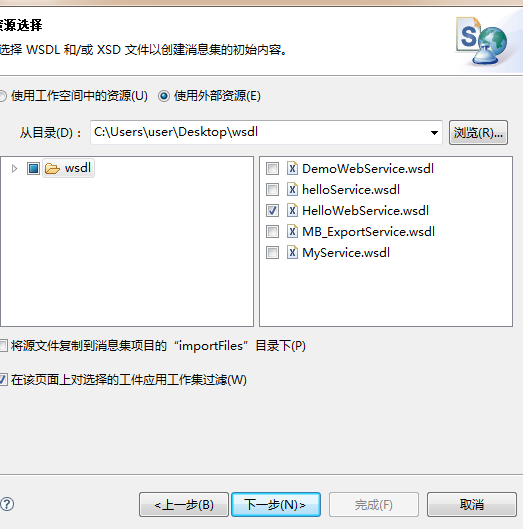 资源选择
选择 WSDL 和/或 XSD 文件以创建消息集的初始内容。
使用工作空间中的资源(U) 使用外部资源(E)
从目录(D)： C:\Users\user\Desktop\wsdl 浏览(R)...
wsdl
DemoWebService.wsdl
helloService.wsdl
HelloWebService.wsdl
MB_ExportService.wsdl
MyService.wsdl
将源文件复制到消息集项目的“importFiles”目录下(P)
在该页面上对选择的工件应用工作集过滤(W)
<上一步(B) 下一步(N)> 完成(F) 取消